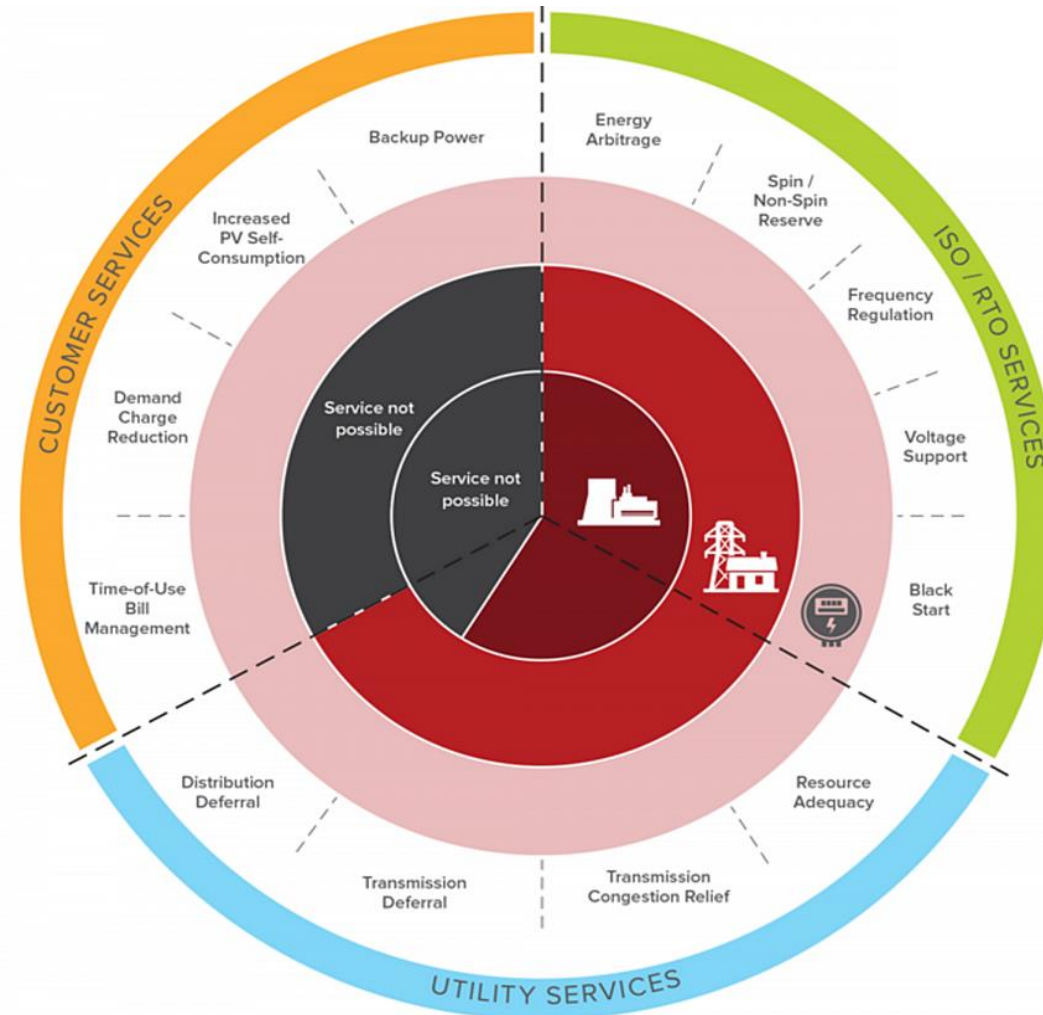 CUSTOMER SERVICES
Backup Power
Increased
PV Self-
Consumption
Demand
Charge
Reduction
Time-of-Use
Bill
Management
ISO / RTO SERVICES
Energy
Arbitrage
Spin /
Non-Spin
Reserve
Frequency
Regulation
Voltage
Support
Black
Start
Service not
possible
Service not
possible
UTILITY SERVICES
Distribution
Deferral
Transmission
Deferral
Transmission
Congestion Relief
Resource
Adequacy